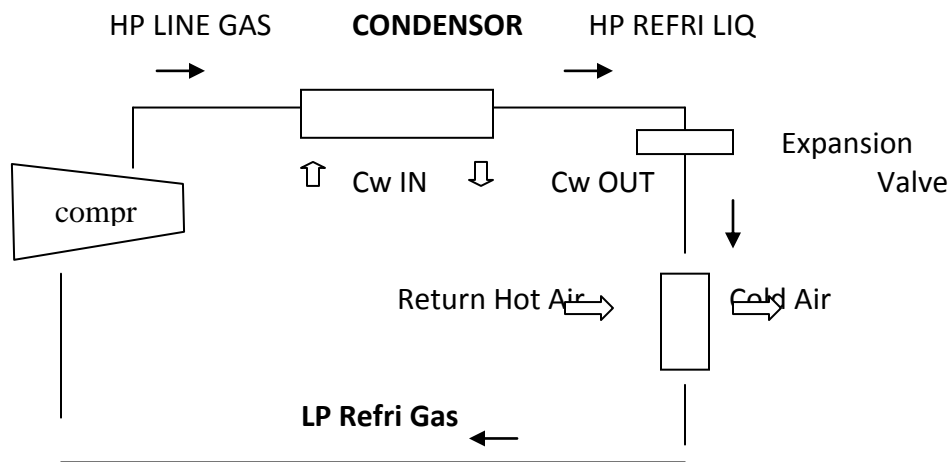 HP LINE GAS CONDENSOR HP REFRI LIQ
Expansion
Cw IN Cw OUT Valve
compr
Return Hot Air Cold Air
LP Refri Gas